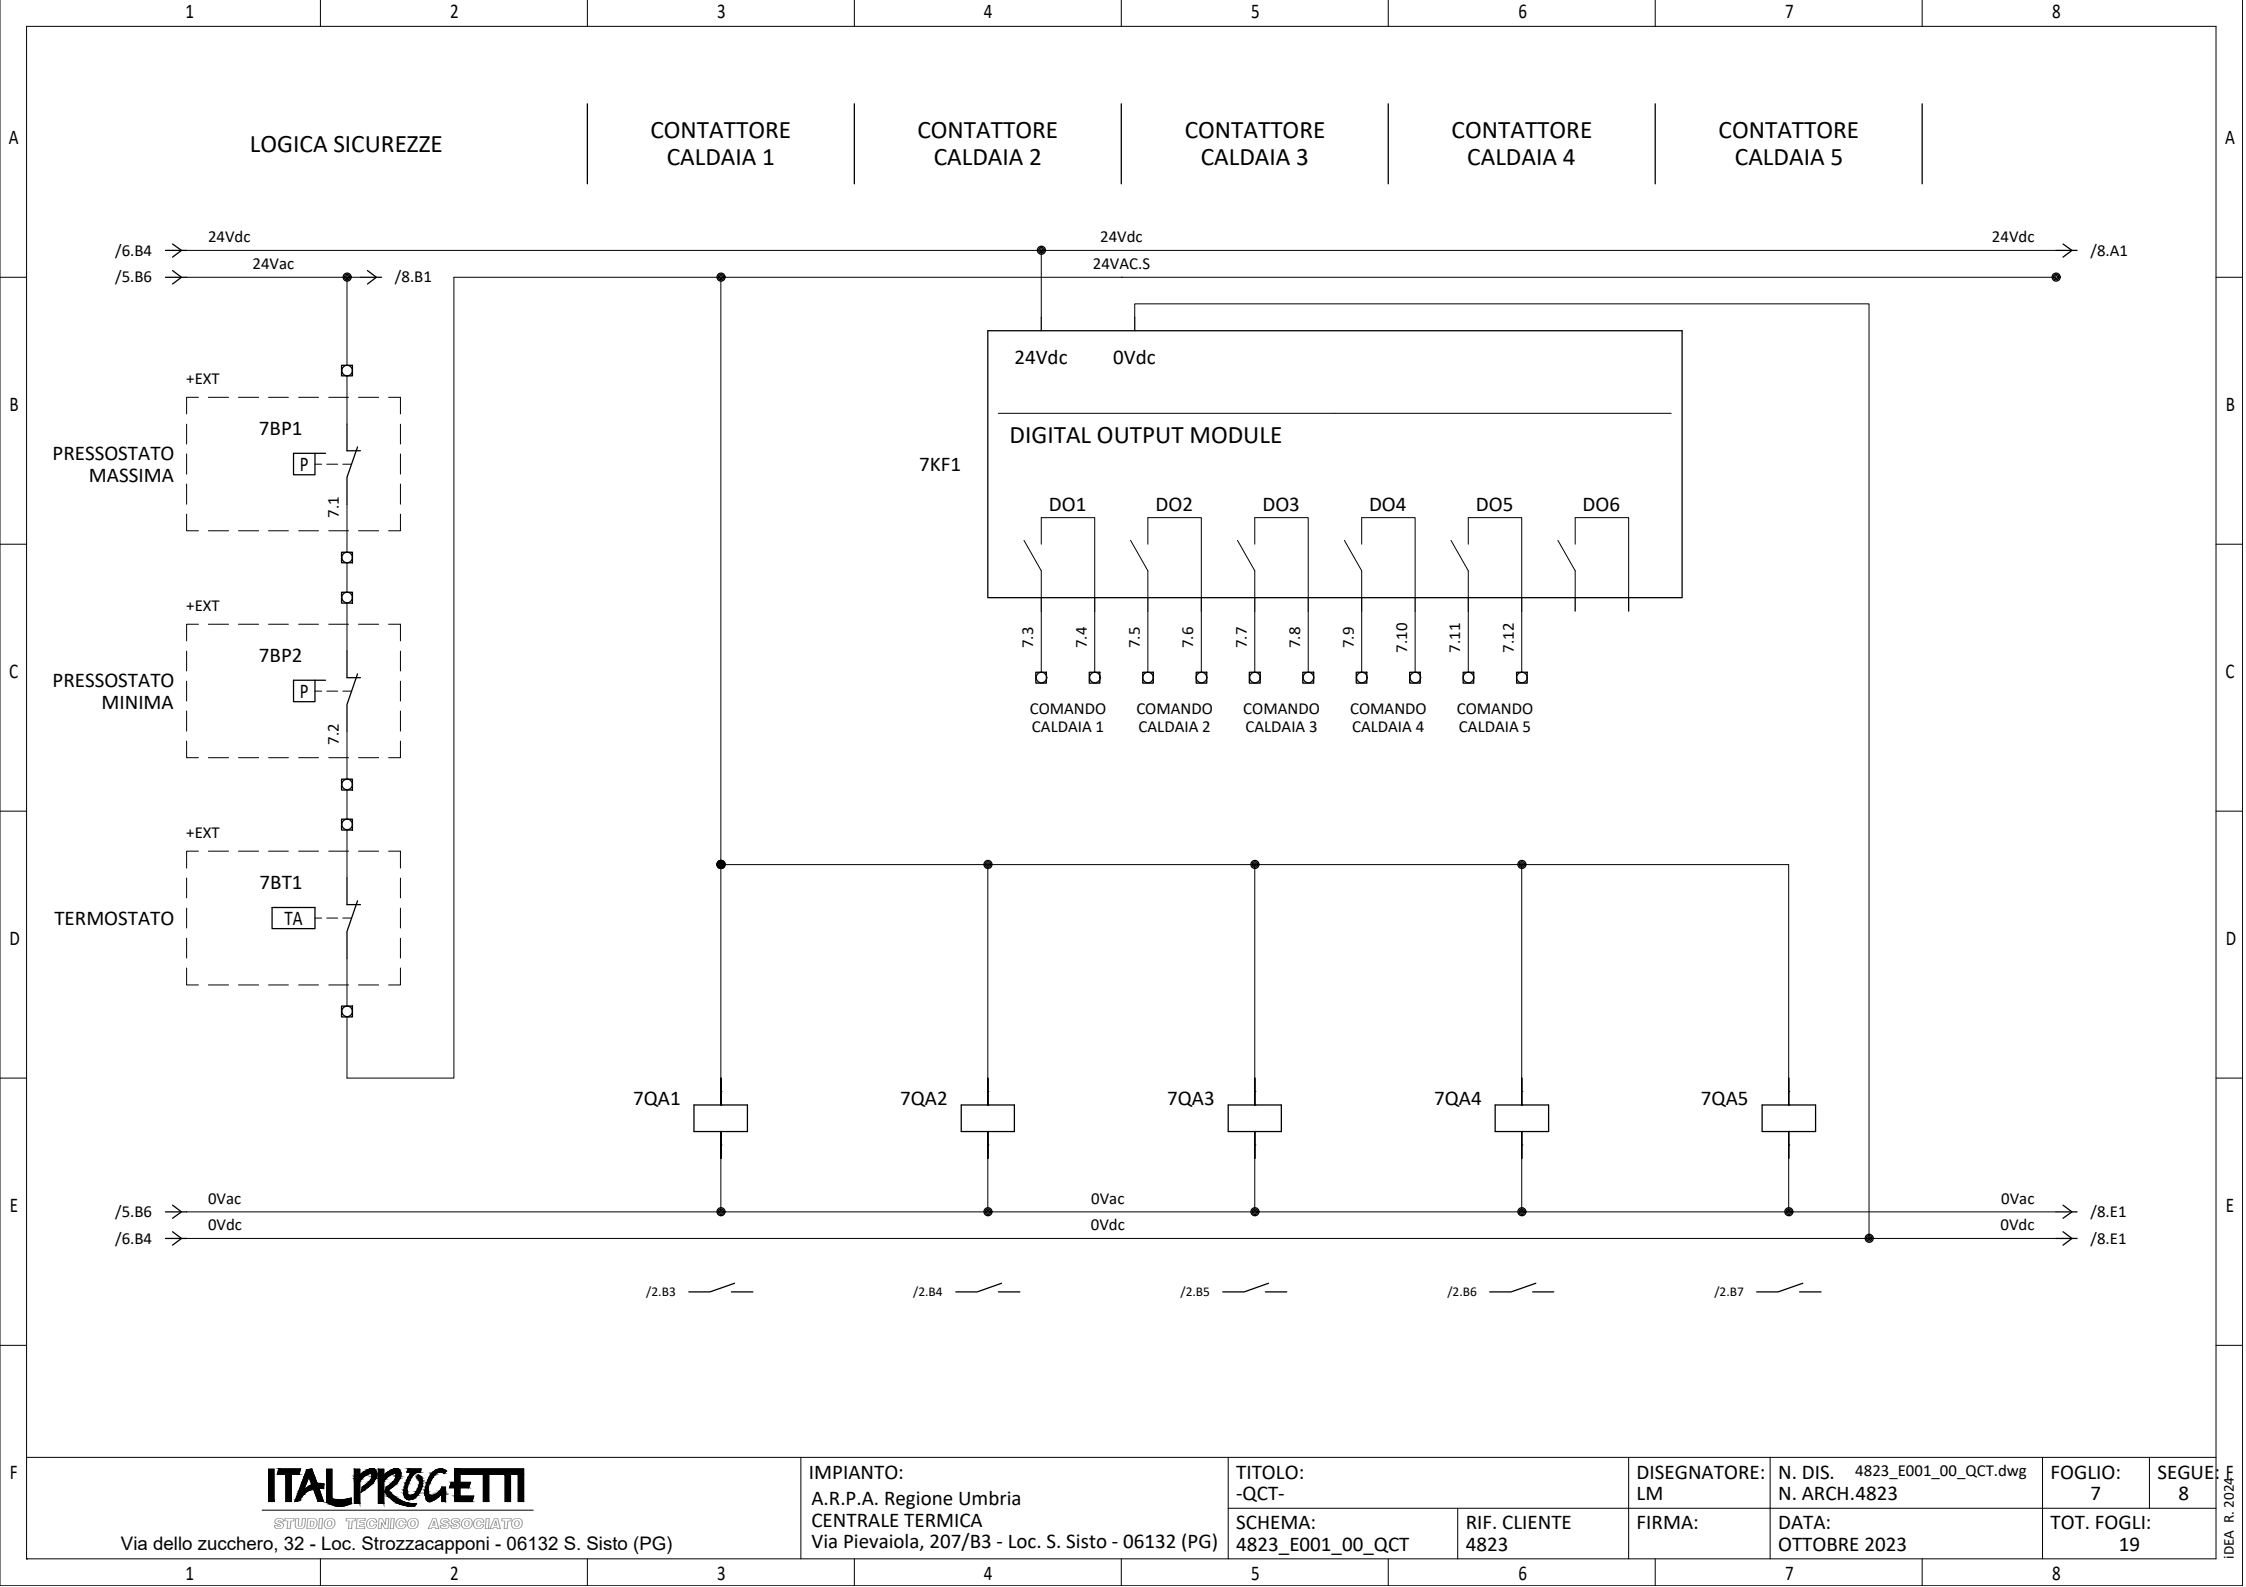 1 2 3 4 5 6 7 8
A A
LOGICA SICUREZZE
CONTATTORE
CALDAIA 1
CONTATTORE
CALDAIA 2
CONTATTORE
CALDAIA 3
CONTATTORE
CALDAIA 4
CONTATTORE
CALDAIA 5
/6.B4 24Vdc 24Vdc 24Vdc /8.A1
/5.B6 24Vac /8.B1 24VAC.S
B B
+EXT
7BP1
PRESSOSTATO
MASSIMA
P
7.1
24Vdc 0Vdc
DIGITAL OUTPUT MODULE
7KF1
DO1 DO2 DO3 DO4 DO5 DO6
7.3 7.4 7.5 7.6 7.7 7.8 7.9 7.10 7.11 7.12
COMANDO
CALDAIA 1
COMANDO
CALDAIA 2
COMANDO
CALDAIA 3
COMANDO
CALDAIA 4
COMANDO
CALDAIA 5
C C
+EXT
7BP2
PRESSOSTATO
MINIMA
P
7.2
D D
+EXT
7BT1
TERMOSTATO
TA
7QA1 7QA2 7QA3 7QA4 7QA5
E E
/5.B6 0Vac 0Vac 0Vac /8.E1
/6.B4 0Vdc 0Vdc 0Vdc /8.E1
/2.B3 /2.B4 /2.B5 /2.B6 /2.B7
F F
ITALPROGETTI
STUDIO TECNICO ASSOCIATO
Via dello zucchero, 32 - Loc. Strozzacapponi - 06132 S. Sisto (PG)
IMPIANTO:
A.R.P.A. Regione Umbria
CENTRALE TERMICA
Via Pievaiola, 207/B3 - Loc. S. Sisto - 06132 (PG)
TITOLO:
-QCT-
SCHEMA:
4823_E001_00_QCT
RIF. CLIENTE
4823
DISEGNATORE:
LM
FIRMA:
N. DIS. 4823_E001_00_QCT.dwg
N. ARCH.4823
DATA:
OTTOBRE 2023
FOGLIO:
7
SEGUE:
8
TOT. FOGLI:
19
iDEA R. 2024
1 2 3 4 5 6 7 8